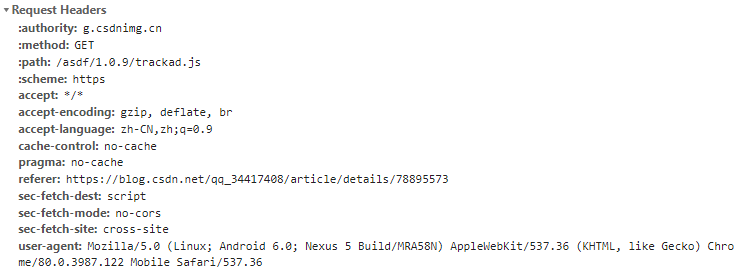 Request Headers
:authority: g.csdnimg.cn
:method: GET
:path: /asdf/1.0.9/trackad.js
:scheme: https
accept: */*
accept-encoding: gzip, deflate, br
accept-language: zh-CN,zh;q=0.9
cache-control: no-cache
pragma: no-cache
referer: https://blog.csdn.net/qq_34417408/article/details/78895573
sec-fetch-dest: script
sec-fetch-mode: no-cors
sec-fetch-site: cross-site
user-agent: Mozilla/5.0 (Linux; Android 6.0; Nexus 5 Build/MRA58N) AppleWebKit/537.36 (KHTML, like Gecko) Chro
me/80.0.3987.122 Mobile Safari/537.36